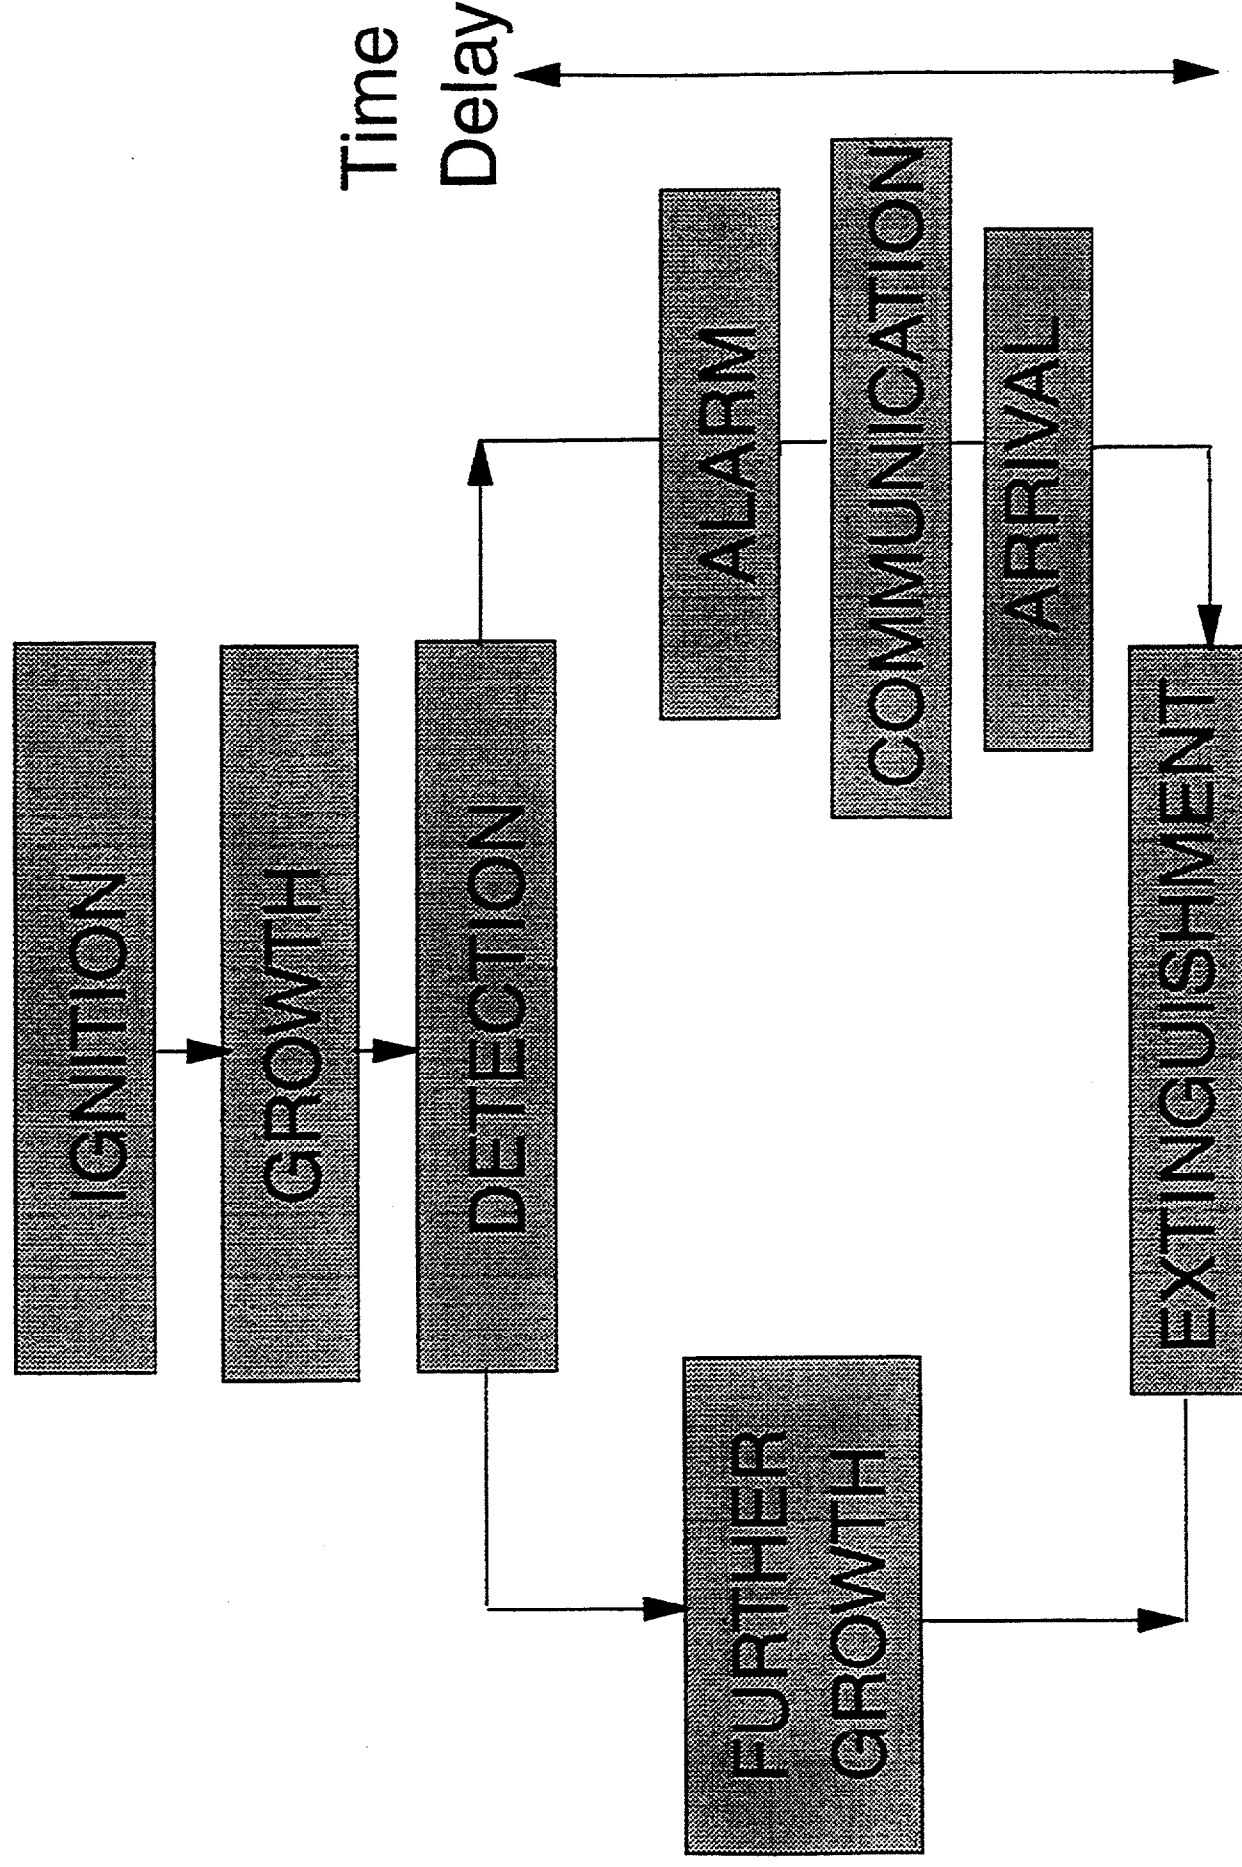 IGNITION
GROWTH
DETECTION
Time
Delay
FURTHER
GROWTH
ALARM
COMMUNICATION
ARRIVAL
EXTINGUISHMENT